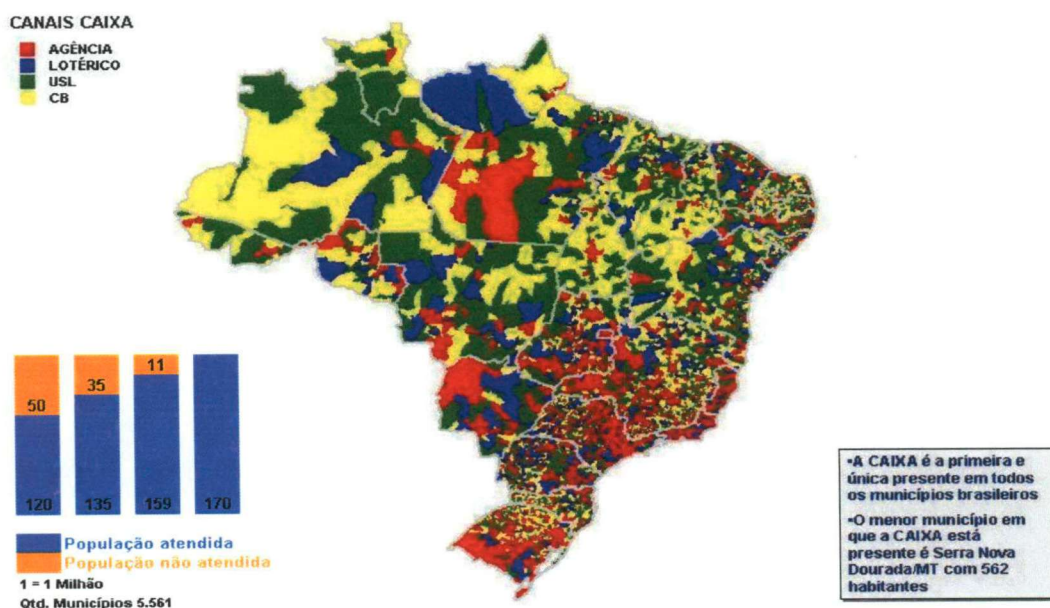 CANAIS CAIXA
AGÊNCIA
LOTÉRICO
USL
CB
50
35
11
120
135
159
170
População atendida
População não atendida
1 = 1 Milhão
Qtd. Municípios 5.561
•A CAIXA é a primeira e
única presente em todos
os municípios brasileiros
•O menor município em
que a CAIXA está
presente é Serra Nova
Dourada/MT com 562
habitantes